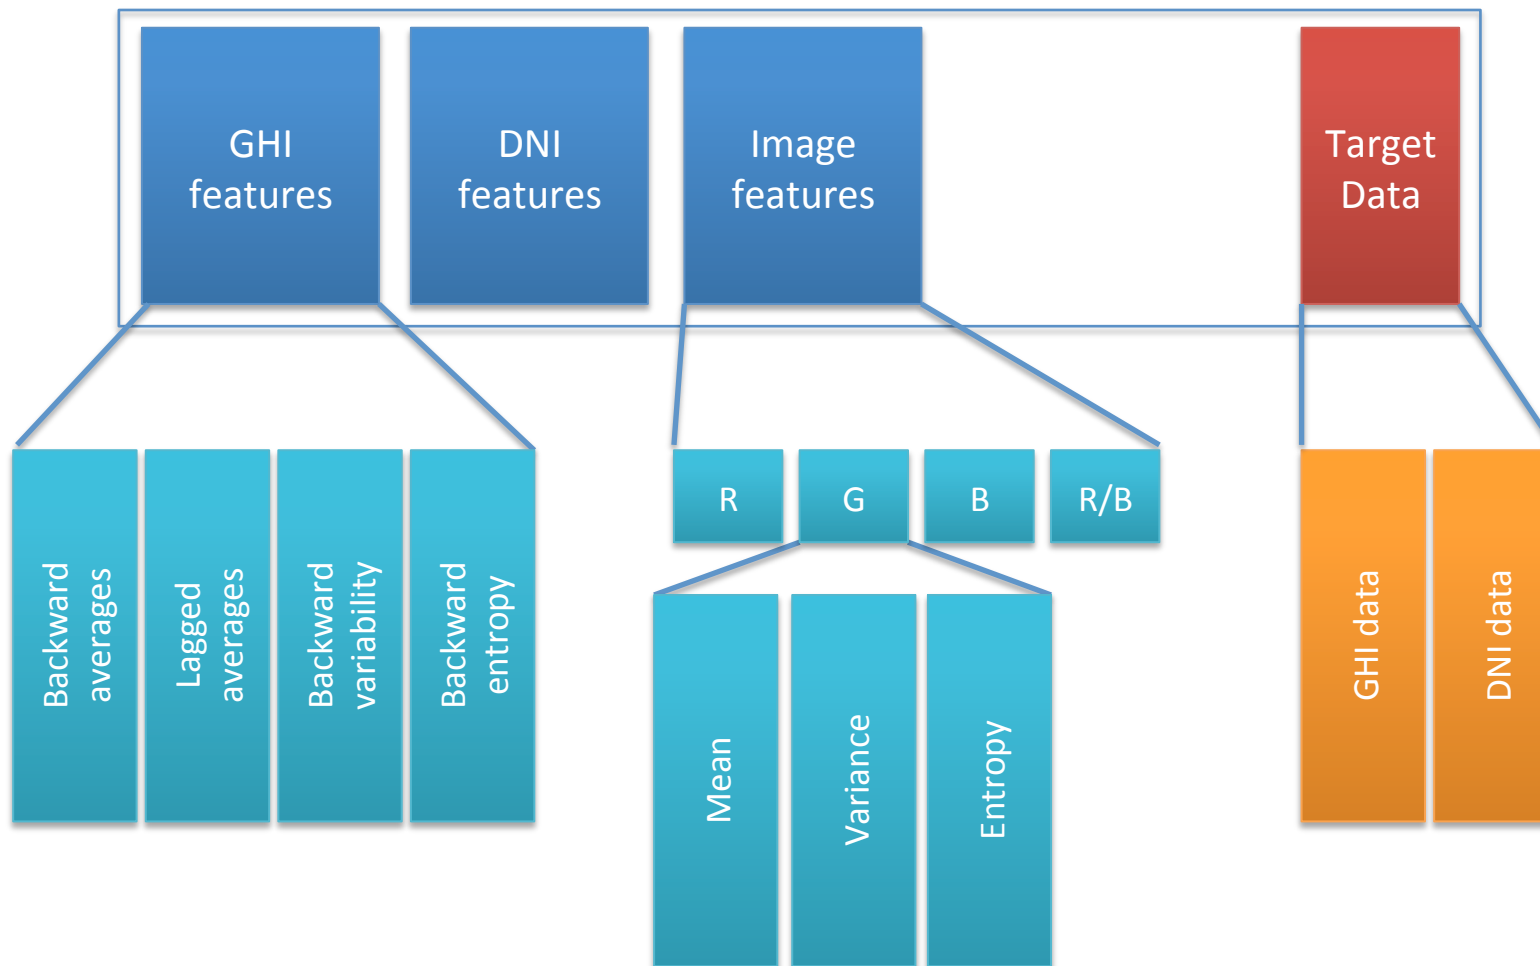 GHI
features
DNI
features
Image
features
Target
Data
Backward
averages
Lagged
averages
Backward
variability
Backward
entropy
R
G
B
R/B
Mean
Variance
Entropy
GHI data
DNI data